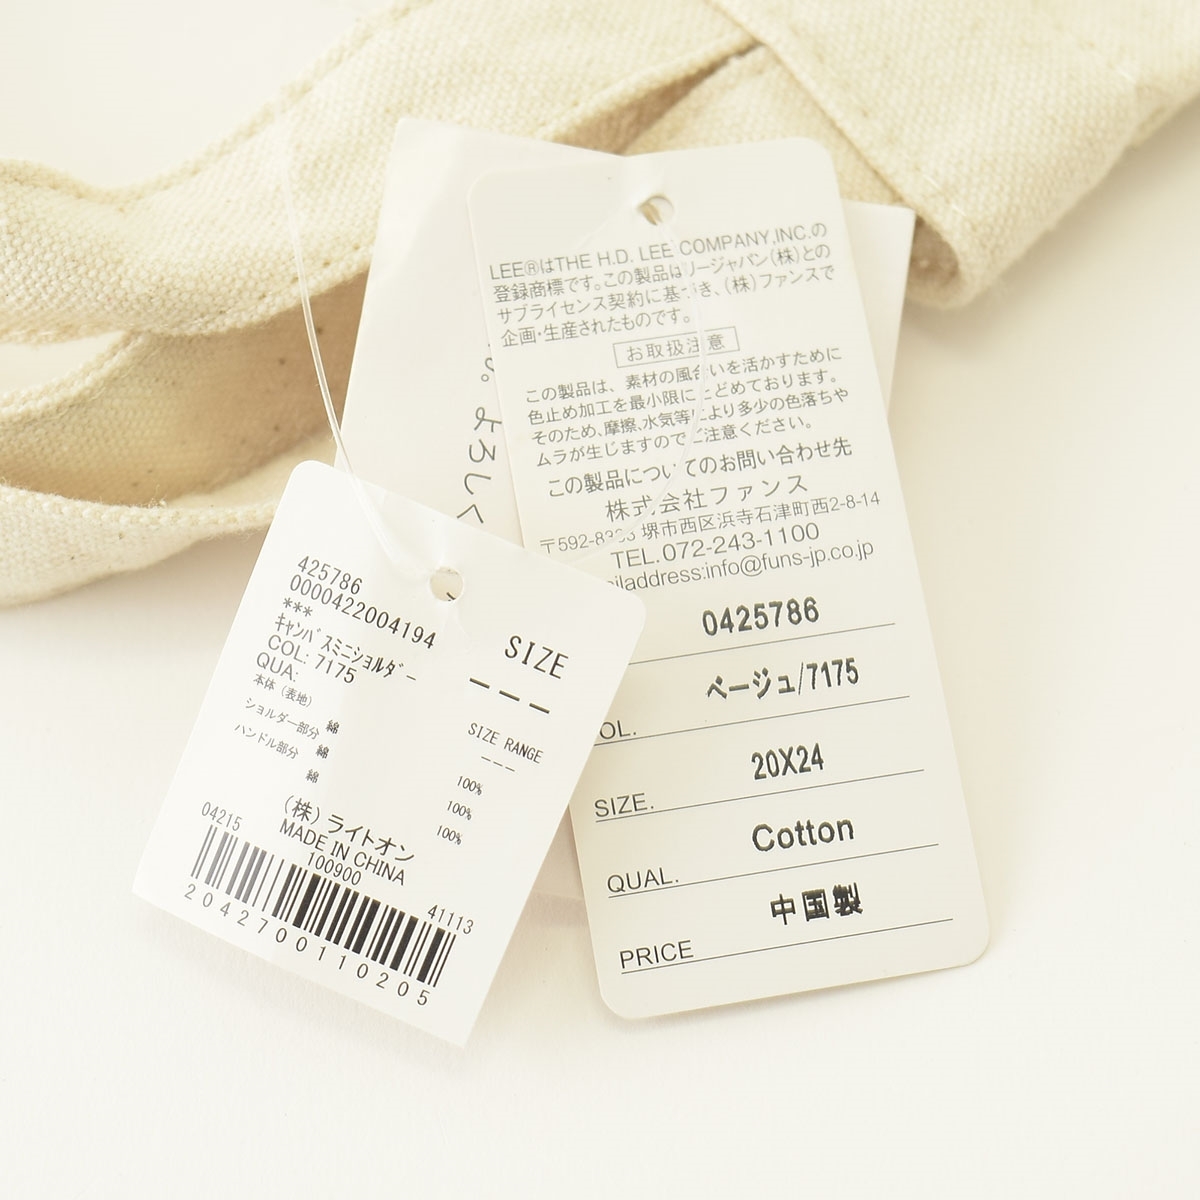 LEE®はTHE H.D. LEE COMPANY,INC.の
登録商標です。この製品はリージャパン(株)との
サブライセンス契約に基づき、(株)ファンスで
企画・生産されたものです。
お取扱注意
この製品は、素材の風合いを活かすために
色止め加工を最小限にとどめております。
そのため、摩擦、水気等により多少の色落ちや
ムラが生じますのでご注意ください。
この製品についてのお問い合わせ先
株式会社ファンス
〒592-83 堺市西区浜寺石津町西2-8-14
TEL.072-243-1100
iladdress:info@funs-jp.co.jp
0425786
ベージュ/7175
OL.
20X24
SIZE.
Cotton
QUAL.
中国製
PRICE
よろしく
425786
0000422004194
***
SIZE
キャンバスミニショルダー
COL: 7175
---
QUA:
本体(表地)
SIZE RANGE
綿
---
ショルダー部分
綿
100%
ハンドル部分
綿
100%
100%
(株)ライトオン
MADE IN CHINA
100900
04215
41113
2042700110205